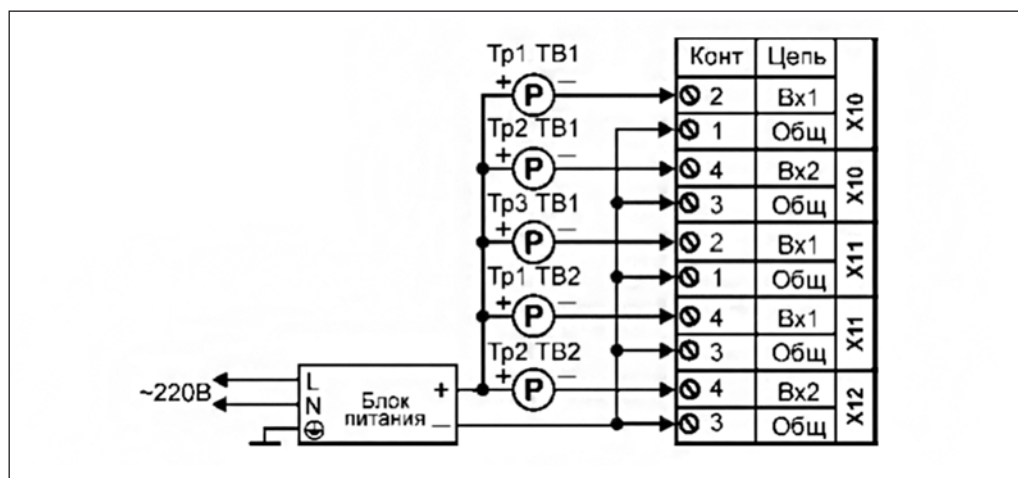 Конт Цепь
Тр1 ТВ1
+ P − 2 Вх1
X10
1 Общ
Тр2 ТВ1
+ P − 4 Вх2
X10
3 Общ
Тр3 ТВ1
+ P − 2 Вх1
X11
1 Общ
Тр1 ТВ2
+ P − 4 Вх1
X11
3 Общ
Тр2 ТВ2
+ P − 4 Вх2
X12
3 Общ
~220В
L
N
Блок
питания
+
−